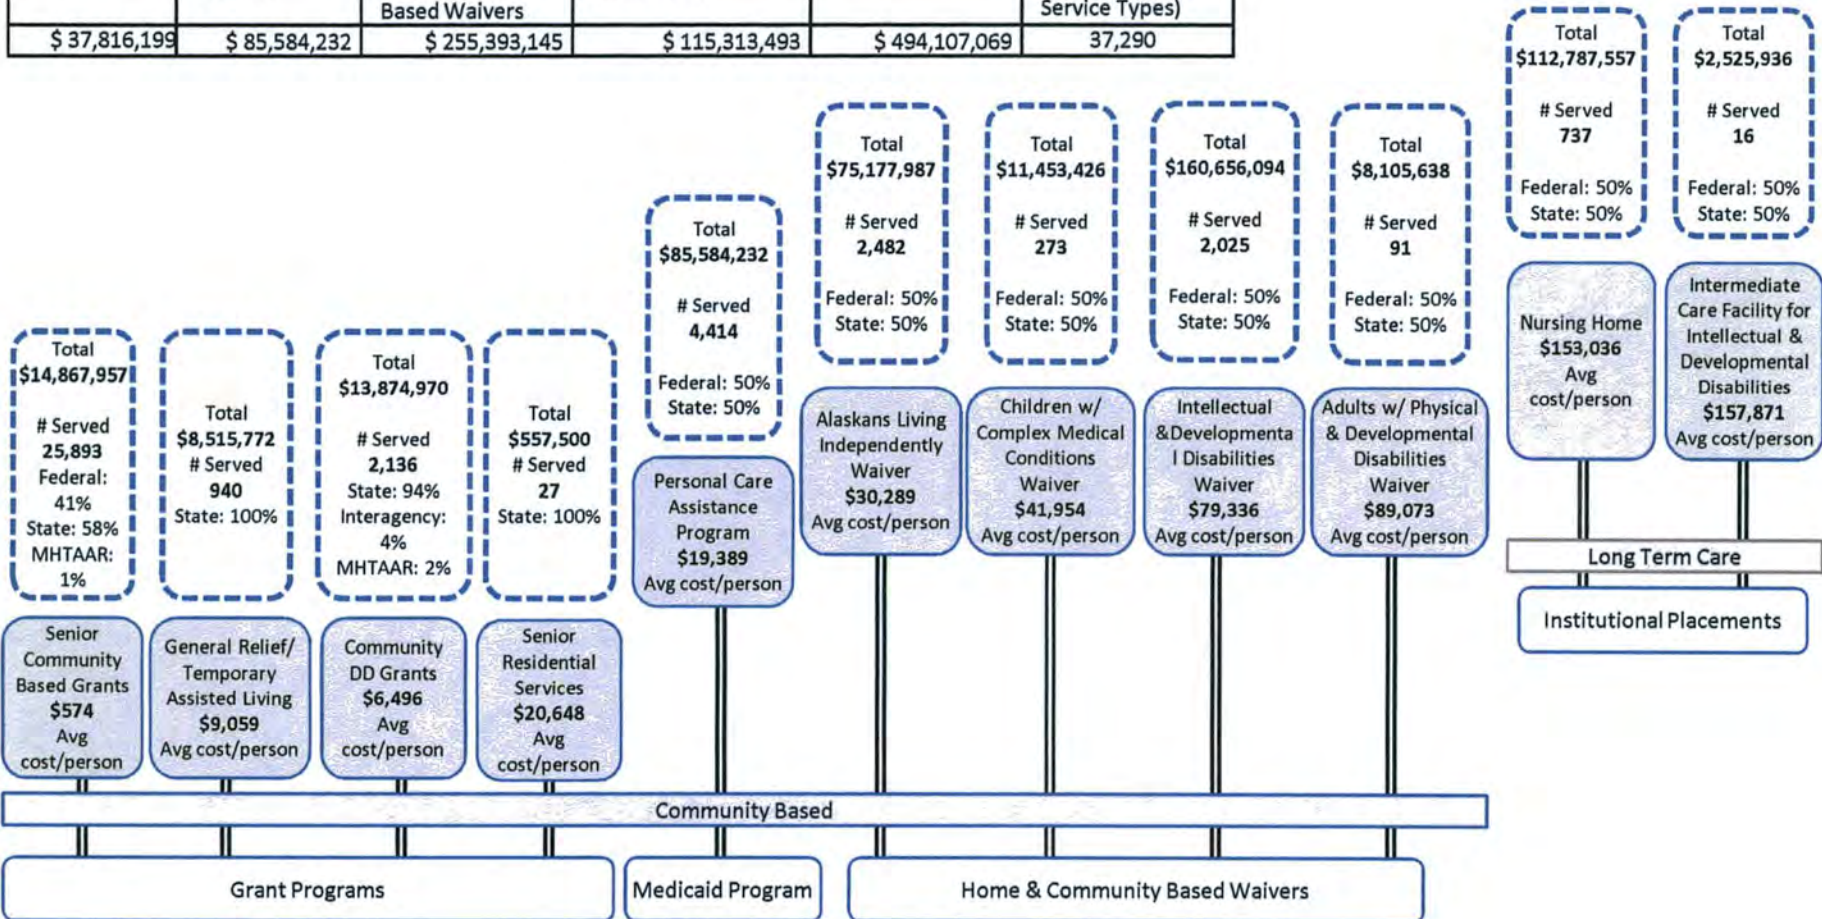 Based Waivers
Service Types)
$ 37,816,199
$ 85,584,232
$ 255,393,145
$ 115,313,493
$ 494,107,069
37,290
Total
$14,867,957
# Served
25,893
Federal:
41%
State: 58%
MHTAAR:
1%
Senior
Community
Based Grants
$574
Avg
cost/person
Total
$8,515,772
# Served
940
State: 100%
General Relief/
Temporary
Assisted Living
$9,059
Avg cost/person
Total
$13,874,970
# Served
2,136
State: 94%
Interagency:
4%
MHTAAR: 2%
Community
DD Grants
$6,496
Avg
cost/person
Total
$557,500
# Served
27
State: 100%
Senior
Residential
Services
$20,648
Avg
cost/person
Total
$85,584,232
# Served
4,414
Federal: 50%
State: 50%
Personal Care
Assistance
Program
$19,389
Avg cost/person
Total
$75,177,987
# Served
2,482
Federal: 50%
State: 50%
Alaskans Living
Independently
Waiver
$30,289
Avg cost/person
Total
$11,453,426
# Served
273
Federal: 50%
State: 50%
Children w/
Complex Medical
Conditions
Waiver
$41,954
Avg cost/person
Total
$160,656,094
# Served
2,025
Federal: 50%
State: 50%
Intellectual
&Developmenta
l Disabilities
Waiver
$79,336
Avg cost/person
Total
$8,105,638
# Served
91
Federal: 50%
State: 50%
Adults w/ Physical
& Developmental
Disabilities
Waiver
$89,073
Avg cost/person
Total
$112,787,557
# Served
737
Federal: 50%
State: 50%
Nursing Home
$153,036
Avg
cost/person
Total
$2,525,936
# Served
16
Federal: 50%
State: 50%
Intermediate
Care Facility for
Intellectual &
Developmental
Disabilities
$157,871
Avg cost/person
Long Term Care
Institutional Placements
Community Based
Grant Programs
Medicaid Program
Home & Community Based Waivers